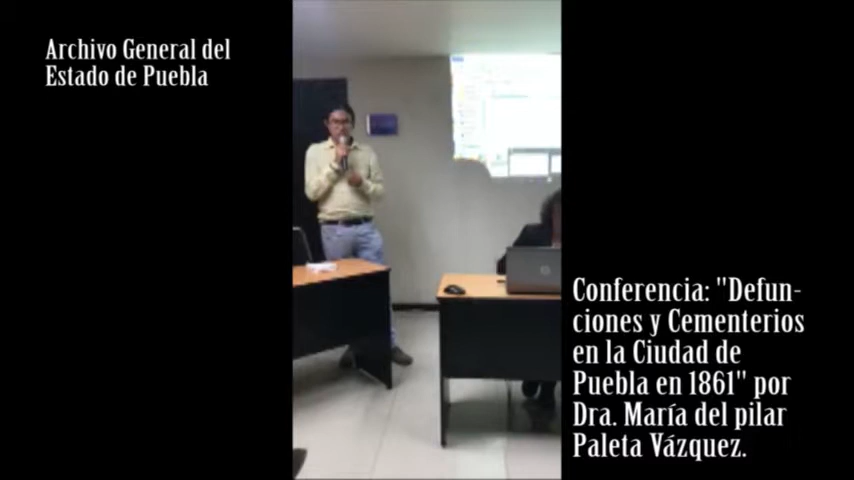 Archivo General del
Estado de Puebla
Conferencia: "Defun-
ciones y Cementerios
en la Ciudad de
Puebla en 1861" por
Dra. María del pilar
Paleta Vázquez.